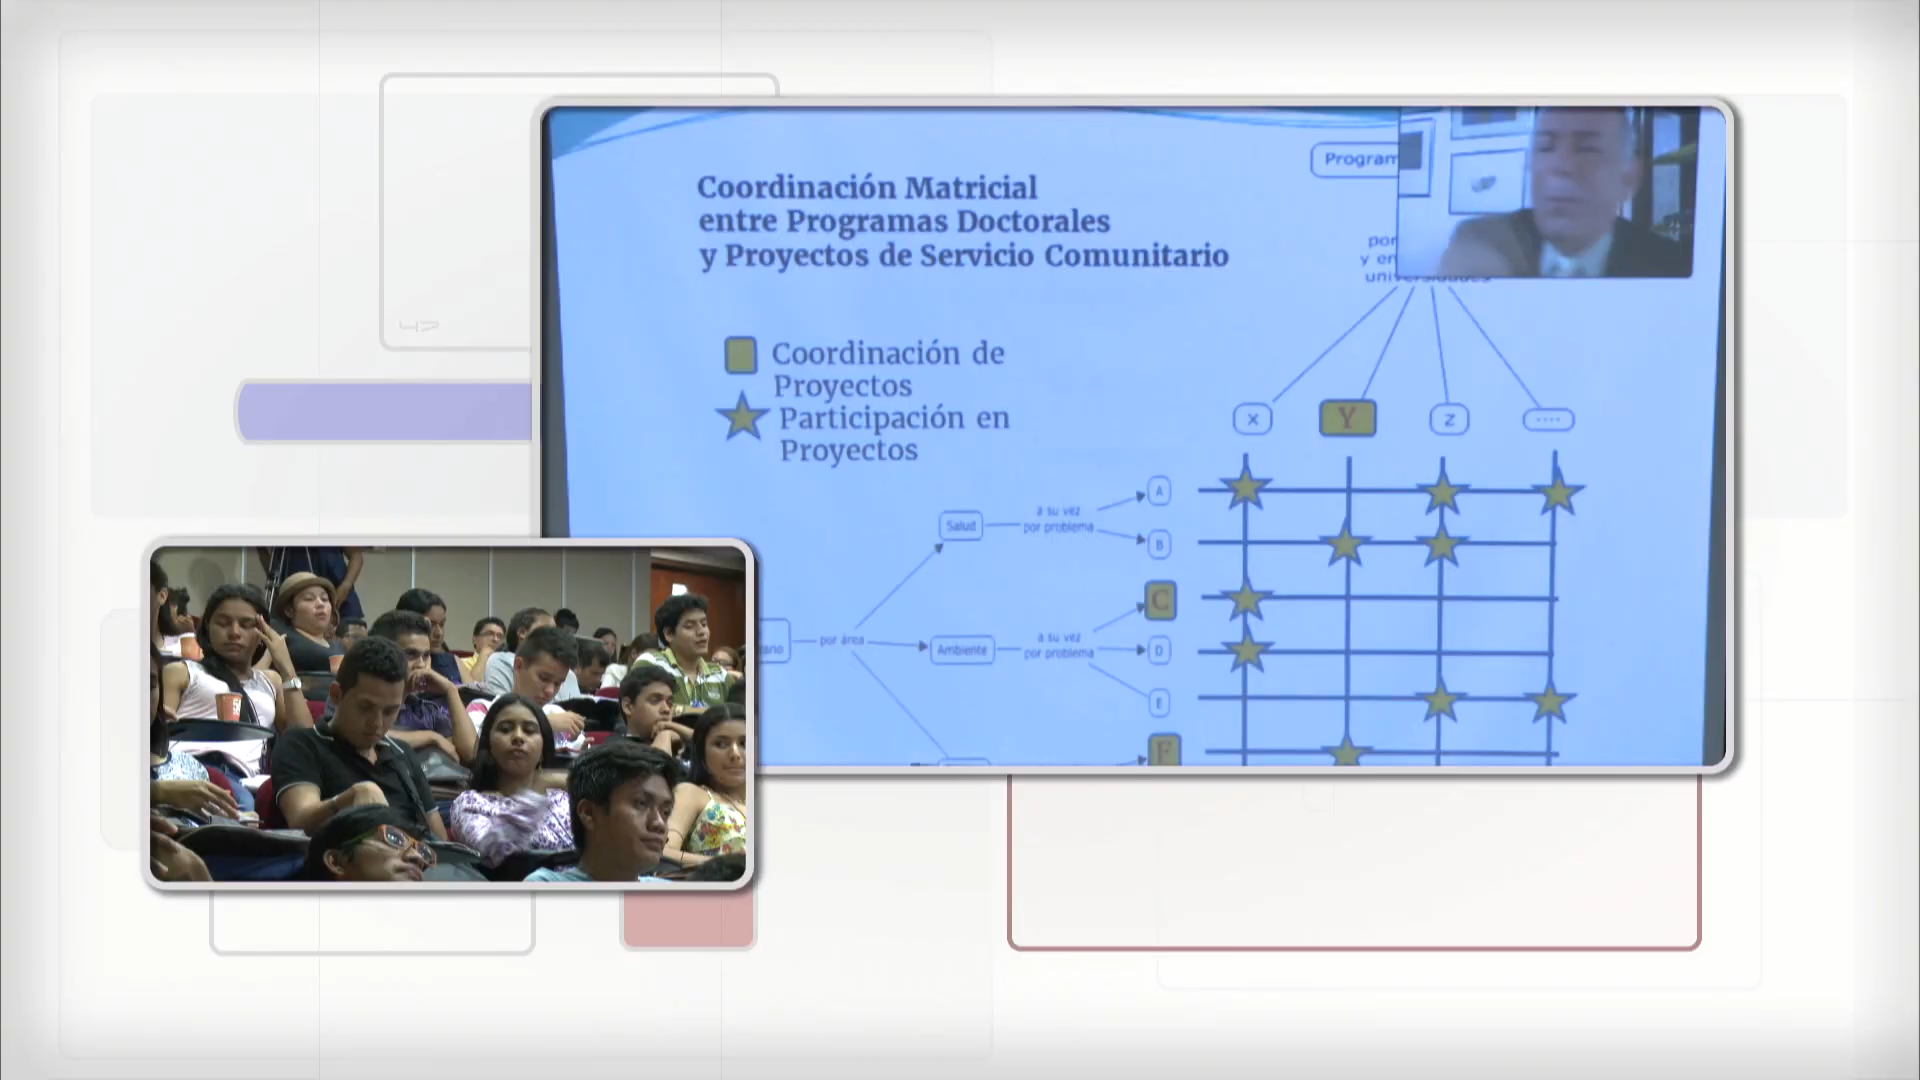 Coordinación Matricial
entre Programas Doctorales
y Proyectos de Servicio Comunitario
Coordinación de
Proyectos
Participación en
Proyectos
Program
por
y en
universidades
X
Y
Z
....
Salud
a su vez
por problema
A
B
por área
Ambiente
a su vez
por problema
C
D
E
F